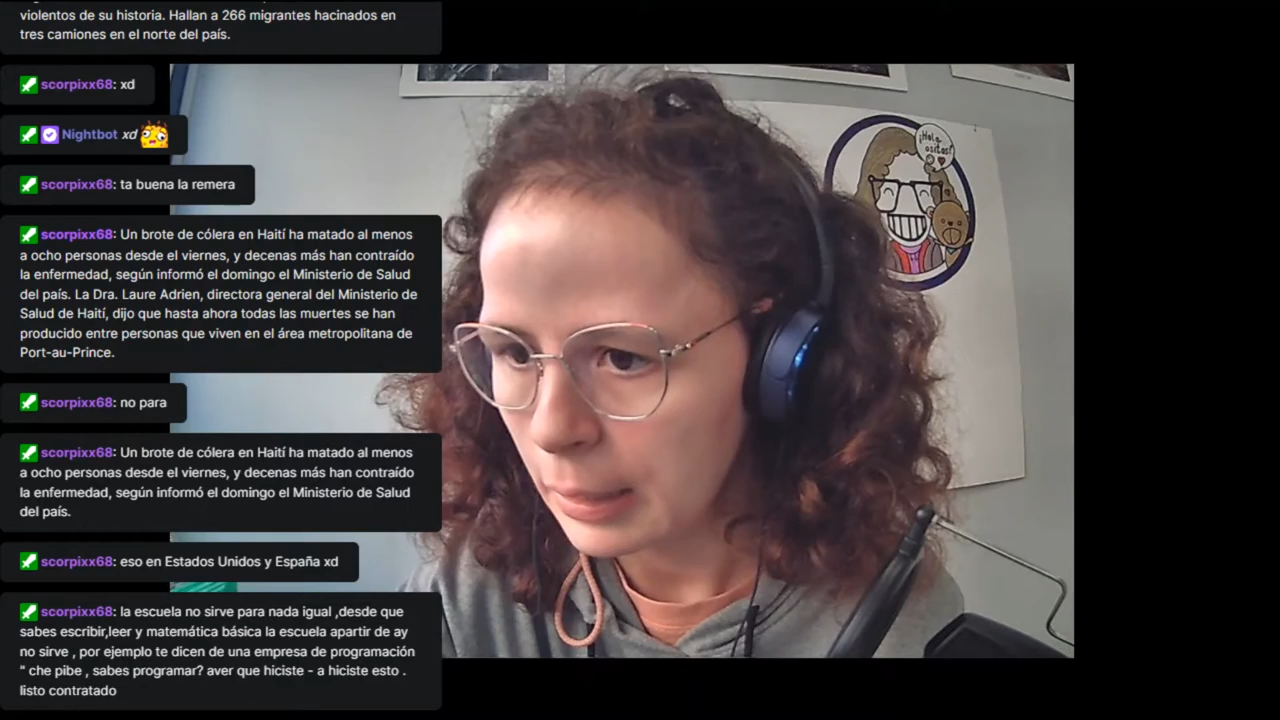 violentos de su historia. Hallan a 266 migrantes hacinados en
tres camiones en el norte del país.
scorpixx68: xd
Nightbot xd
scorpixx68: ta buena la remera
scorpixx68: Un brote de cólera en Haití ha matado al menos
a ocho personas desde el viernes, y decenas más han contraído
la enfermedad, según informó el domingo el Ministerio de Salud
del país. La Dra. Laure Adrien, directora general del Ministerio de
Salud de Haití, dijo que hasta ahora todas las muertes se han
producido entre personas que viven en el área metropolitana de
Port-au-Prince.
scorpixx68: no para
scorpixx68: Un brote de cólera en Haití ha matado al menos
a ocho personas desde el viernes, y decenas más han contraído
la enfermedad, según informó el domingo el Ministerio de Salud
del país.
scorpixx68: eso en Estados Unidos y España xd
scorpixx68: la escuela no sirve para nada igual ,desde que
sabes escribir,leer y matemática básica la escuela apartir de ay
no sirve , por ejemplo te dicen de una empresa de programación
" che pibe , sabes programar? aver que hiciste - a hiciste esto .
listo contratado
¡Hola
ositos!